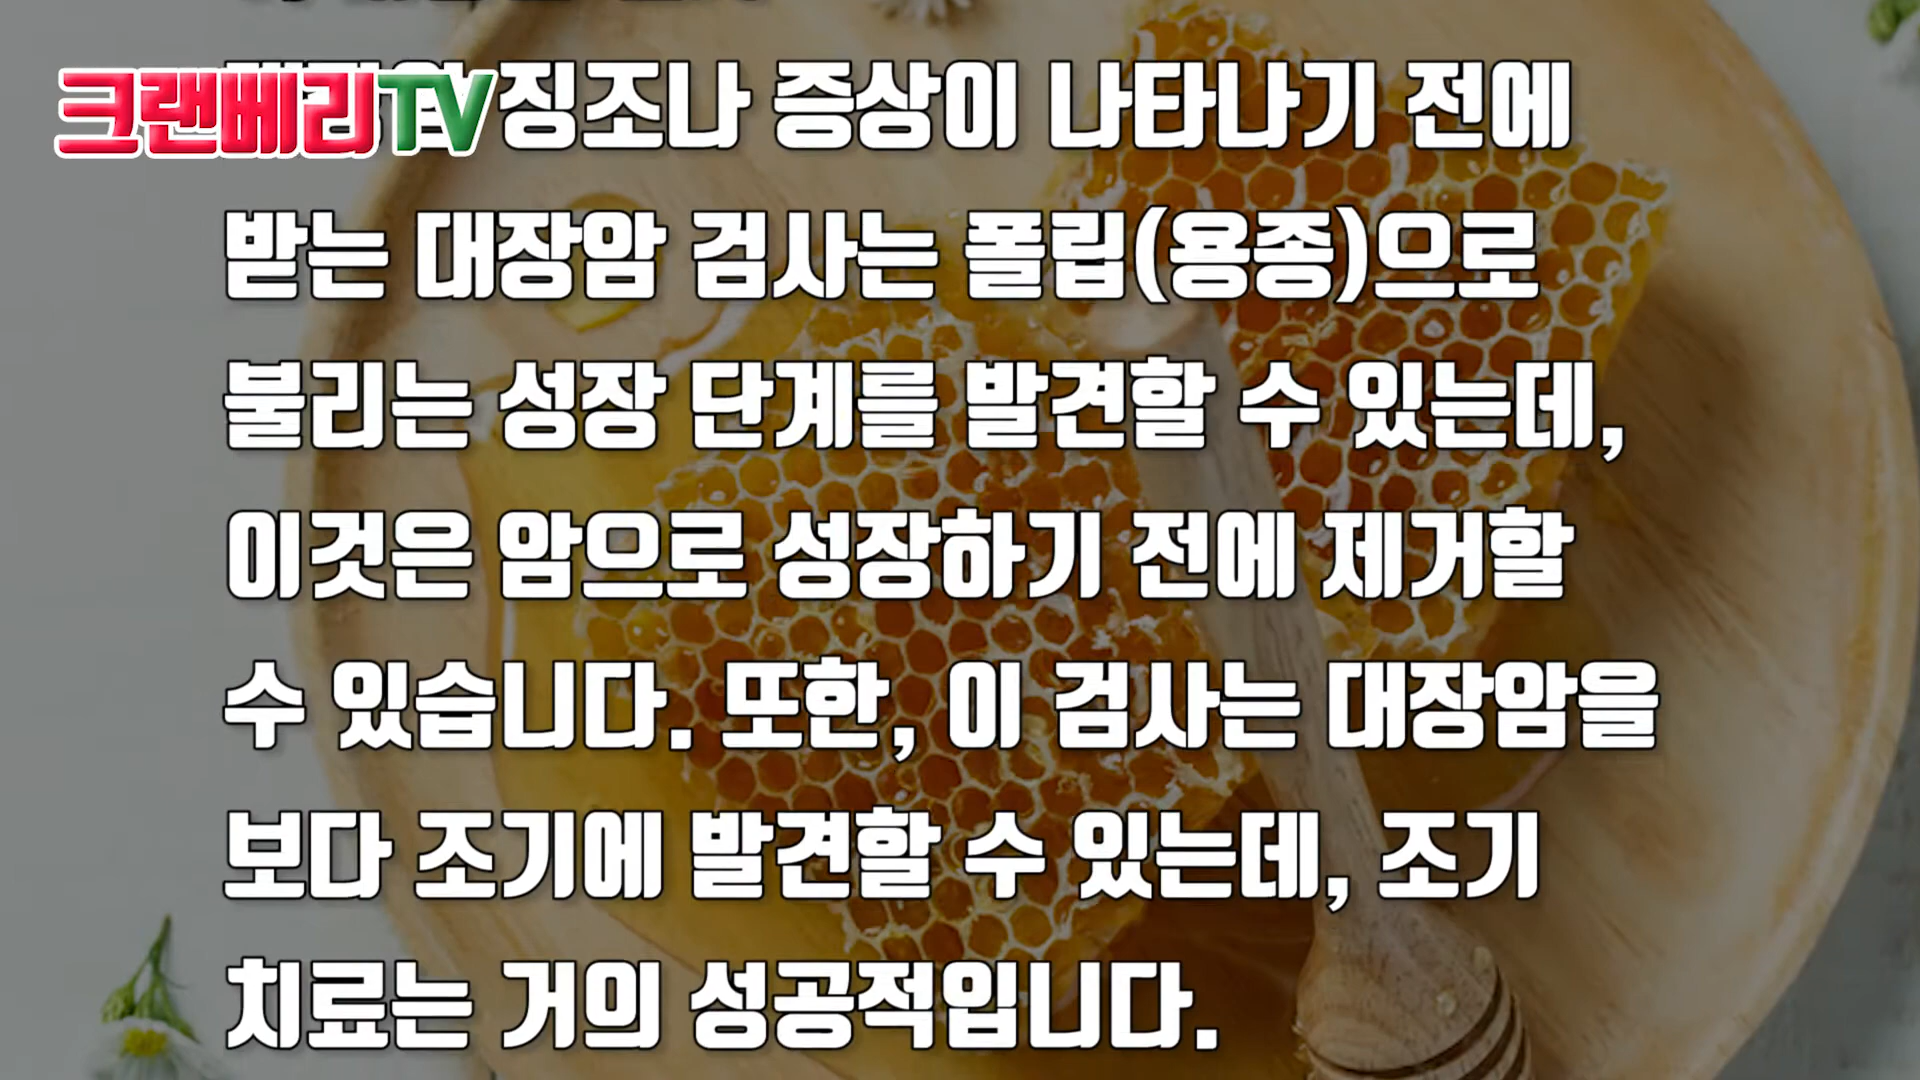 크랜베리TV
징조나 증상이 나타나기 전에
받는 대장암 검사는 폴립(용종)으로
불리는 성장 단계를 발견할 수 있는데,
이것은 암으로 성장하기 전에 제거할
수 있습니다. 또한, 이 검사는 대장암을
보다 조기에 발견할 수 있는데, 조기
치료는 거의 성공적입니다.